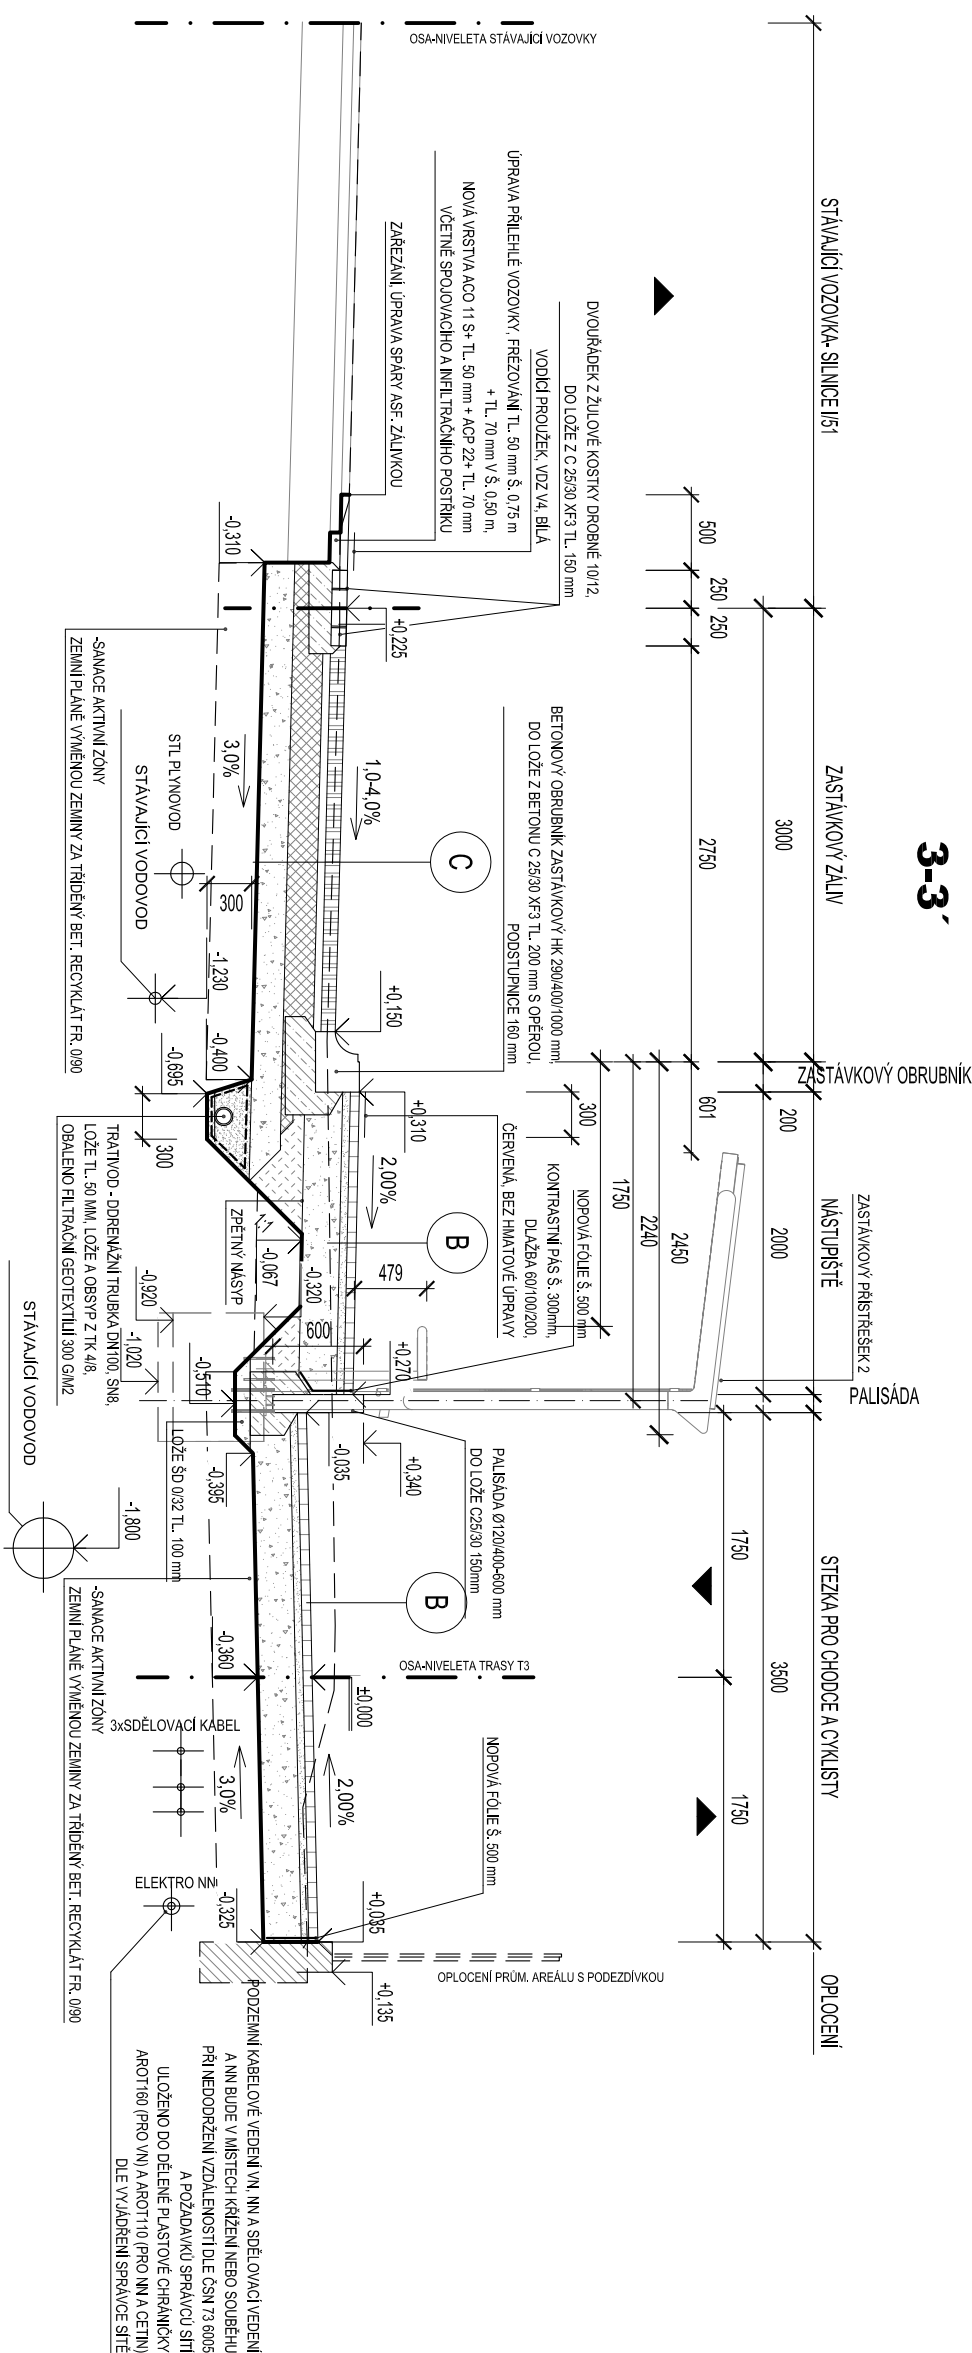 3-3´
STÁVAJÍCÍ VOZOVKA- SILNICE I/51
ZASTÁVKOVÝ ZÁLIV
ZASTÁVKOVÝ OBRUBNÍK
NÁSTUPIŠTĚ
PALISÁDA
STEZKA PRO CHODCE A CYKLISTY
OPLOCENÍ
3000
200
2000
3500
500
250
250
2750
601
1750
1750
2450
2240
1750
300
ZASTÁVKOVÝ PŘÍSTŘEŠEK 2
OSA-NIVELETA STÁVAJÍCÍ VOZOVKY
DVOUŘÁDEK Z ŽULOVÉ KOSTKY DROBNÉ 10/12,
DO LOŽE Z C 25/30 XF3 TL. 150 mm
VODÍCÍ PROUŽEK, VDZ V4, BÍLÁ
ÚPRAVA PŘILEHLÉ VOZOVKY, FRÉZOVÁNÍ TL. 50 mm Š. 0,75 m
+ TL. 70 mm V Š. 0,50 m,
NOVÁ VRSTVA ACO 11 S+ TL. 50 mm + ACP 22+ TL. 70 mm
VČETNĚ SPOJOVACÍHO A INFILTRAČNÍHO POSTŘIKU
ZAŘEZÁNÍ, ÚPRAVA SPÁRY ASF. ZÁLIVKOU
BETONOVÝ OBRUBNÍK ZASTÁVKOVÝ HK 290/400/1000 mm,
DO LOŽE Z BETONU C 25/30 XF3 TL. 200 mm S OPĚROU,
PODSTUPNICE 160 mm
NOPOVÁ FÓLIE Š. 500 mm
KONTRASTNÍ PÁS Š. 300mm,
DLAŽBA 60/100/200,
ČERVENÁ, BEZ HMATOVÉ ÚPRAVY
PALISÁDA Ø120/400-600 mm
DO LOŽE C25/30 150mm
OSA-NIVELETA TRASY T3
NOPOVÁ FÓLIE Š. 500 mm
OPLOCENÍ PRŮM. AREÁLU S PODEZDÍVKOU
C
B
B
+0,225
1,0-4,0%
+0,150
+0,310
2,00%
479
+0,270
+0,340
±0,000
2,00%
+0,035
+0,135
-0,310
3,0%
300
-1,230
-0,400
-0,695
300
1:1
-0,067
-0,320
600
-0,035
-0,510
-0,395
-0,360
3,0%
-0,325
ZPĚTNÝ NÁSYP
-0,920
-1,020
LOŽE ŠD 0/32 TL. 100 mm
-1,800
STL PLYNOVOD
STÁVAJÍCÍ VODOVOD
-SANACE AKTIVNÍ ZÓNY
ZEMNÍ PLÁNĚ VÝMĚNOU ZEMINY ZA TŘÍDĚNÝ BET. RECYKLÁT FR. 0/90
TRATIVOD - DDRENÁŽNÍ TRUBKA DN100, SN8,
LOŽE TL. 50 MM, LOŽE A OBSYP Z TK 4/8,
OBALENO FILTRAČNÍ GEOTEXTÍLIÍ 300 G/M2
STÁVAJÍCÍ VODOVOD
-SANACE AKTIVNÍ ZÓNY
ZEMNÍ PLÁNĚ VÝMĚNOU ZEMINY ZA TŘÍDĚNÝ BET. RECYKLÁT FR. 0/90
3xSDĚLOVACÍ KABEL
ELEKTRO NN
PODZEMNÍ KABELOVÉ VEDENÍ VN, NN A SDĚLOVACÍ VEDENÍ
A NN BUDE V MÍSTECH KŘÍŽENÍ NEBO SOUBĚHU
PŘI NEDODRŽENÍ VZDÁLENOSTÍ DLE ČSN 73 6005
A POŽADAVKŮ SPRÁVCŮ SÍTÍ
ULOŽENO DO DĚLENÉ PLASTOVÉ CHRÁNIČKY
AROT160 (PRO VN) A AROT110 (PRO NN A CETIN)
DLE VYJÁDŘENÍ SPRÁVCE SÍTĚ